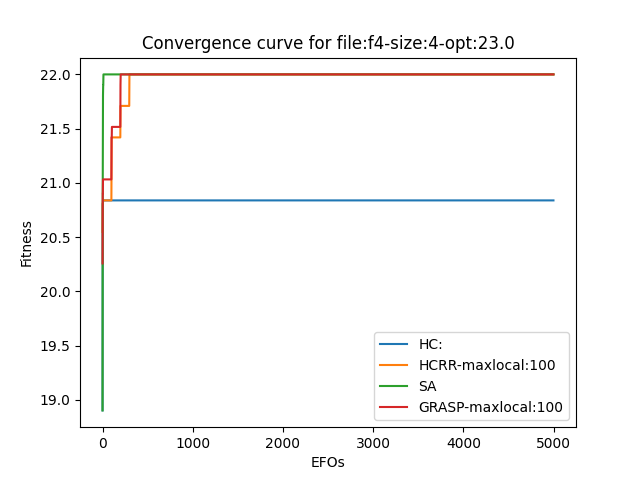 Convergence curve for file:f4-size:4-opt:23.0
22.0
21.5
21.0
20.5
20.0
19.5
19.0
Fitness
0 1000 2000 3000 4000 5000
EFOs
HC:
HCRR-maxlocal:100
SA
GRASP-maxlocal:100